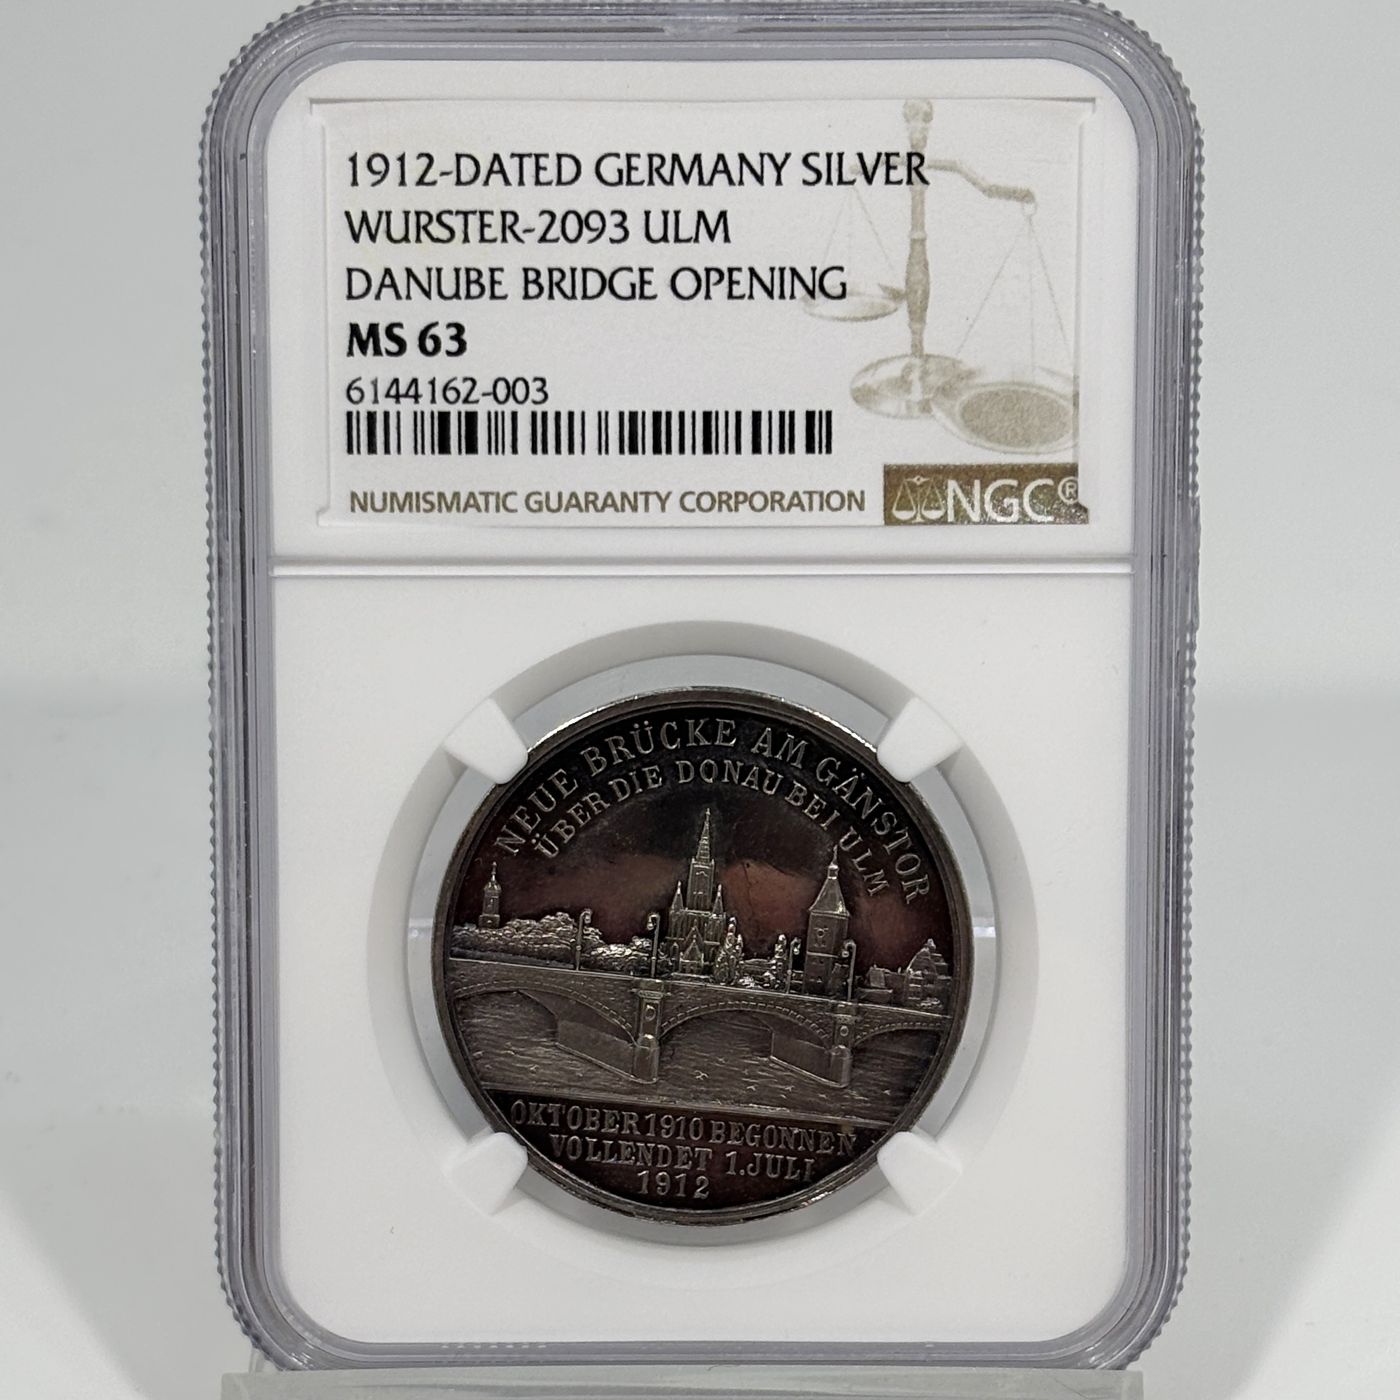 1912-DATED GERMANY SILVER
WURSTER-2093 ULM
DANUBE BRIDGE OPENING
MS 63
6144162-003
NUMISMATIC GUARANTY CORPORATION
NGC®
NEUE BRÜCKE AM GÄNSTOR
ÜBER DIE DONAU BEI ULM
OKTOBER 1910 BEGONNEN
VOLLENDET 1.JULI
1912